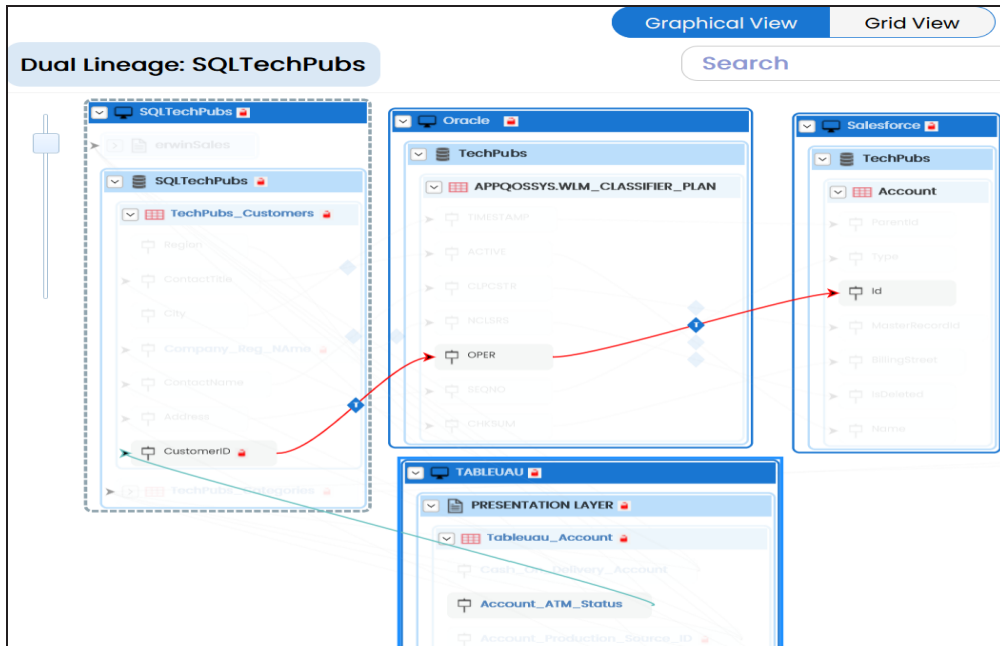 Graphical View
Grid View
Dual Lineage: SQLTechPubs
Search
SQLTechPubs
erwinSales
SQLTechPubs
TechPubs_Customers
Region
ContactTitle
City
Company_Reg_NAme
ContactName
Address
CustomerID
TechPubs_Categories
Oracle
TechPubs
APPQOSSYS.WLM_CLASSIFIER_PLAN
TIMESTAMP
ACTIVE
CLPCSTR
NCLSRS
OPER
SEQNO
CHKSUM
Salesforce
TechPubs
Account
ParentId
Type
Id
MasterRecordId
BillingStreet
IsDeleted
Name
TABLEUAU
PRESENTATION LAYER
Tableuau_Account
Cash_On_Delivery_Account
Account_ATM_Status
Account_Production_Source_ID
T
T